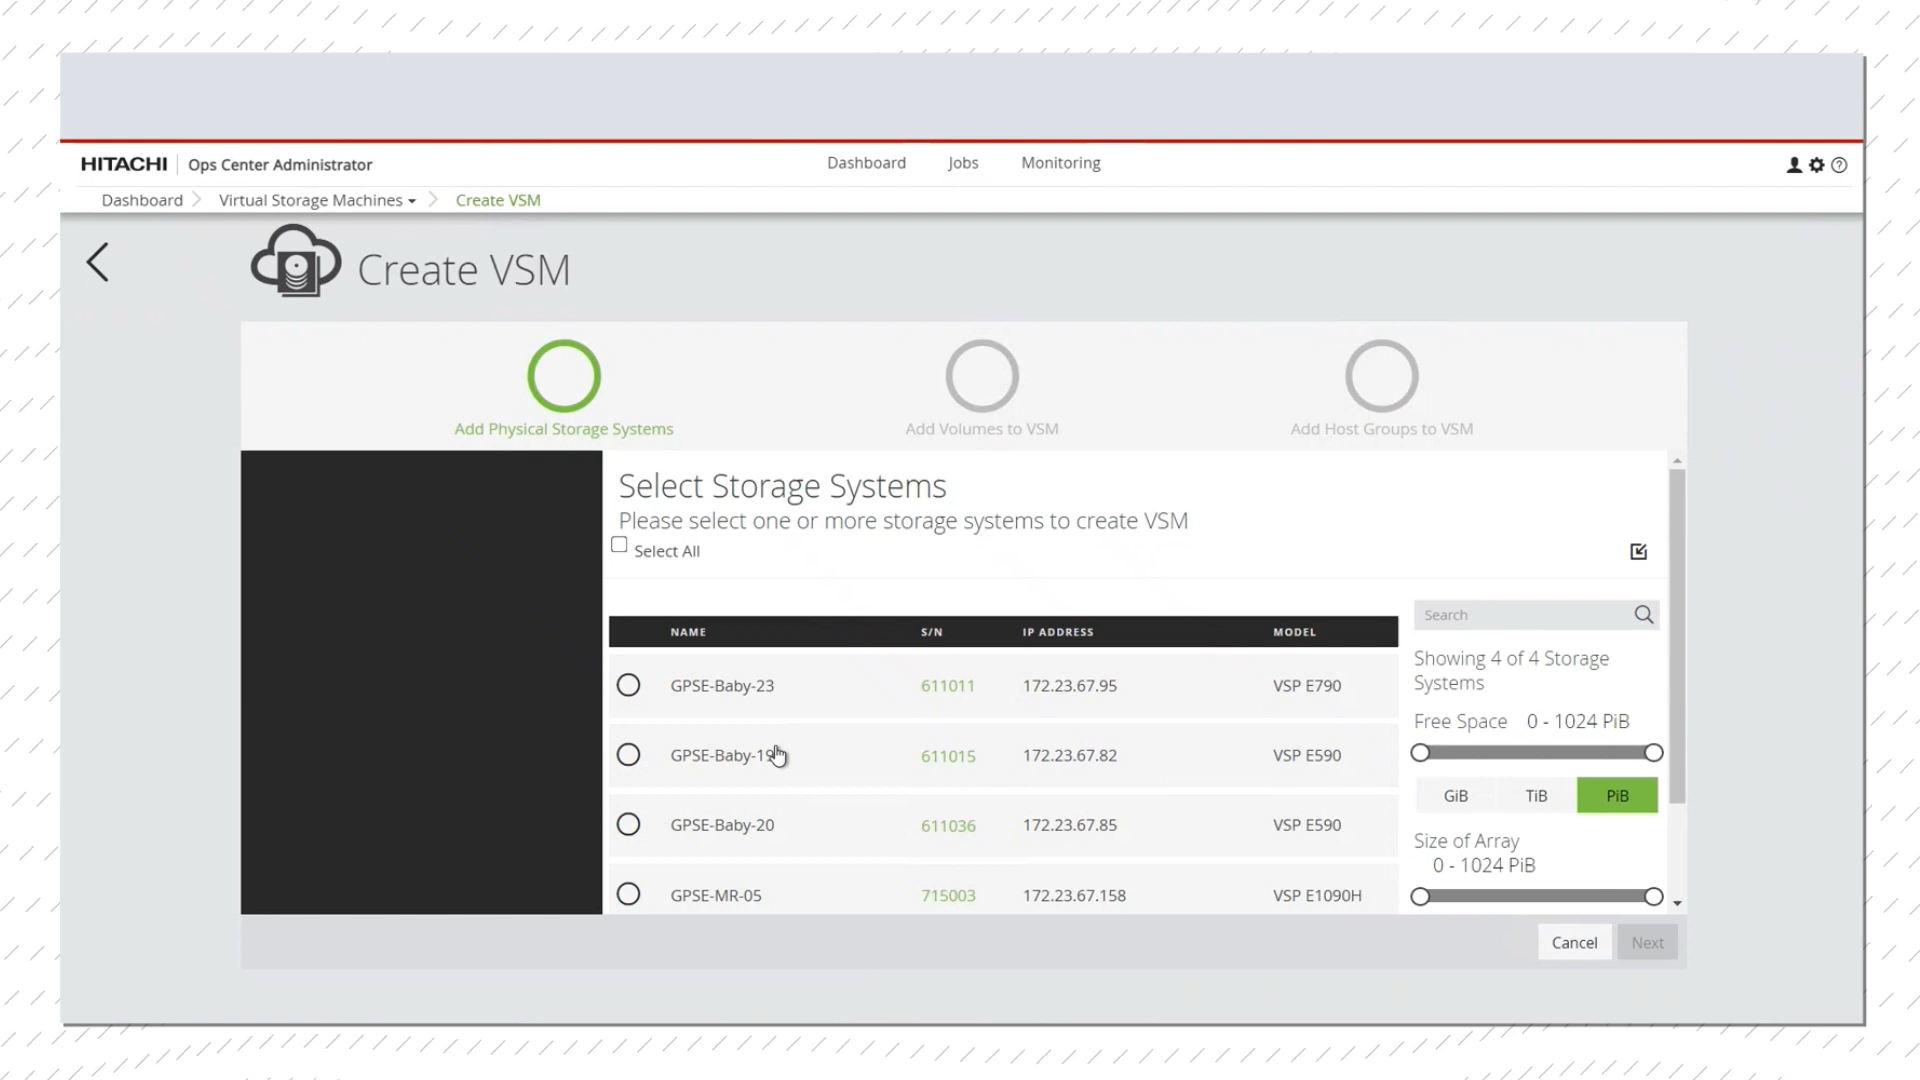 HITACHI Ops Center Administrator Dashboard Jobs Monitoring
Dashboard Virtual Storage Machines Create VSM
Create VSM
Add Physical Storage Systems Add Volumes to VSM Add Host Groups to VSM
Select Storage Systems
Please select one or more storage systems to create VSM
Select All
NAME S/N IP ADDRESS MODEL
GPSE-Baby-23 611011 172.23.67.95 VSP E790
GPSE-Baby-19 611015 172.23.67.82 VSP E590
GPSE-Baby-20 611036 172.23.67.85 VSP E590
GPSE-MR-05 715003 172.23.67.158 VSP E1090H
Search
Showing 4 of 4 Storage
Systems
Free Space 0 - 1024 PiB
GiB TiB PiB
Size of Array
0 - 1024 PiB
Cancel Next